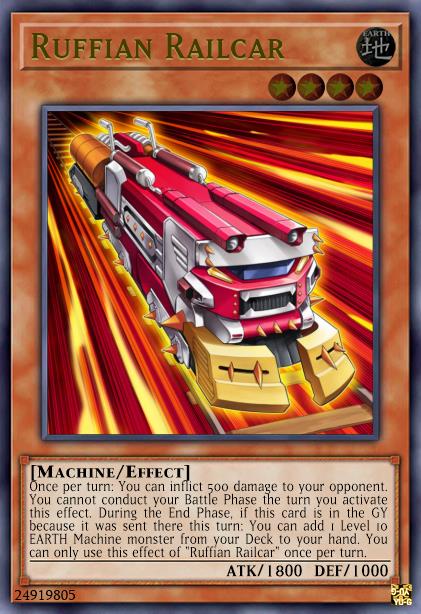 Ruffian Railcar
EARTH
地
[Machine/Effect]
Once per turn: You can inflict 500 damage to your opponent.
You cannot conduct your Battle Phase the turn you activate
this effect. During the End Phase, if this card is in the GY
because it was sent there this turn: You can add 1 Level 10
EARTH Machine monster from your Deck to your hand. You
can only use this effect of "Ruffian Railcar" once per turn.
ATK/1800 DEF/1000
24919805